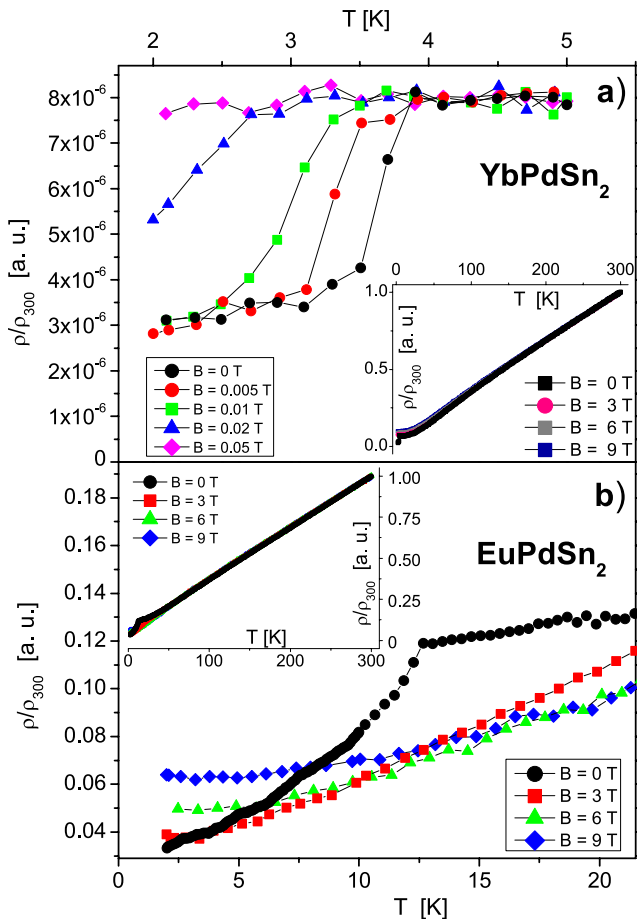 T [K]
2 3 4 5
a)
YbPdSn2
8x10-6
7x10-6
6x10-6
5x10-6
4x10-6
3x10-6
2x10-6
1x10-6
0
ρ/ρ300 [a. u.]
B = 0 T
B = 0.005 T
B = 0.01 T
B = 0.02 T
B = 0.05 T
0 100 200 300
T [K]
1.0
0.5
0.0
ρ/ρ300 [a. u.]
B = 0 T
B = 3 T
B = 6 T
B = 9 T
b)
EuPdSn2
0.18
0.16
0.14
0.12
0.10
0.08
0.06
0.04
ρ/ρ300 [a. u.]
B = 0 T
B = 3 T
B = 6 T
B = 9 T
1.00
0.75
0.50
0.25
0
ρ/ρ300 [a. u.]
T [K]
0 100 200 300
B = 0 T
B = 3 T
B = 6 T
B = 9 T
0 5 10 15 20
T [K]